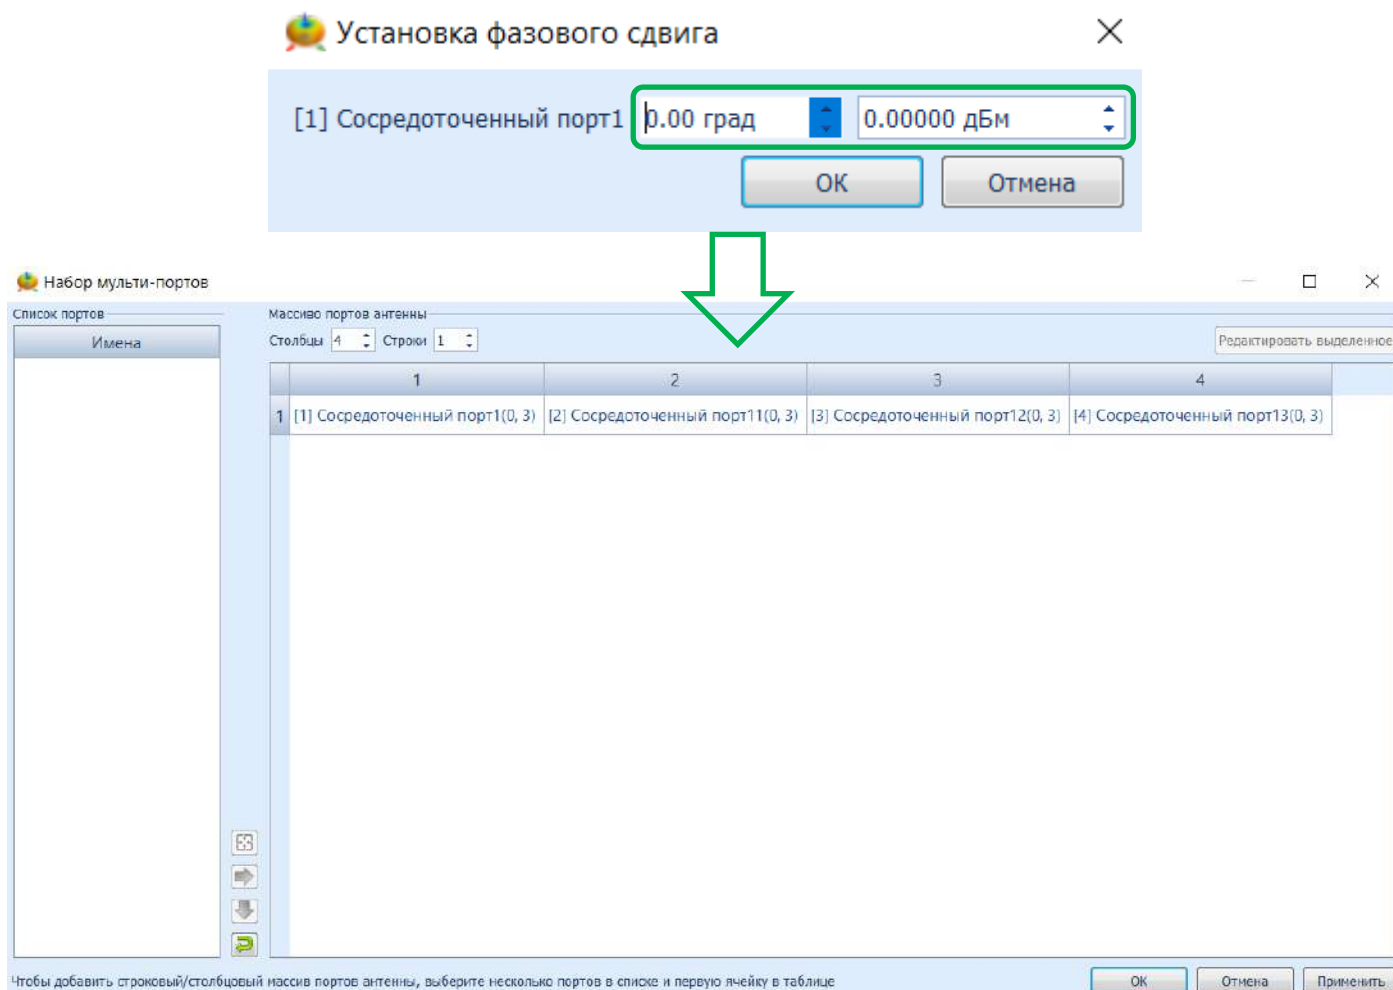 Установка фазового сдвига
[1] Сосредоточенный порт1 0.00 град 0.00000 дБм
ОК Отмена
Набор мульти-портов
Список портов Массиво портов антенны
Имена Столбцы 4 Строки 1 Редактировать выделенное
1 2 3 4
1 [1] Сосредоточенный порт1(0, 3) [2] Сосредоточенный порт11(0, 3) [3] Сосредоточенный порт12(0, 3) [4] Сосредоточенный порт13(0, 3)
Чтобы добавить строковый/столбцовый массив портов антенны, выберите несколько портов в списке и первую ячейку в таблице ОК Отмена Применить